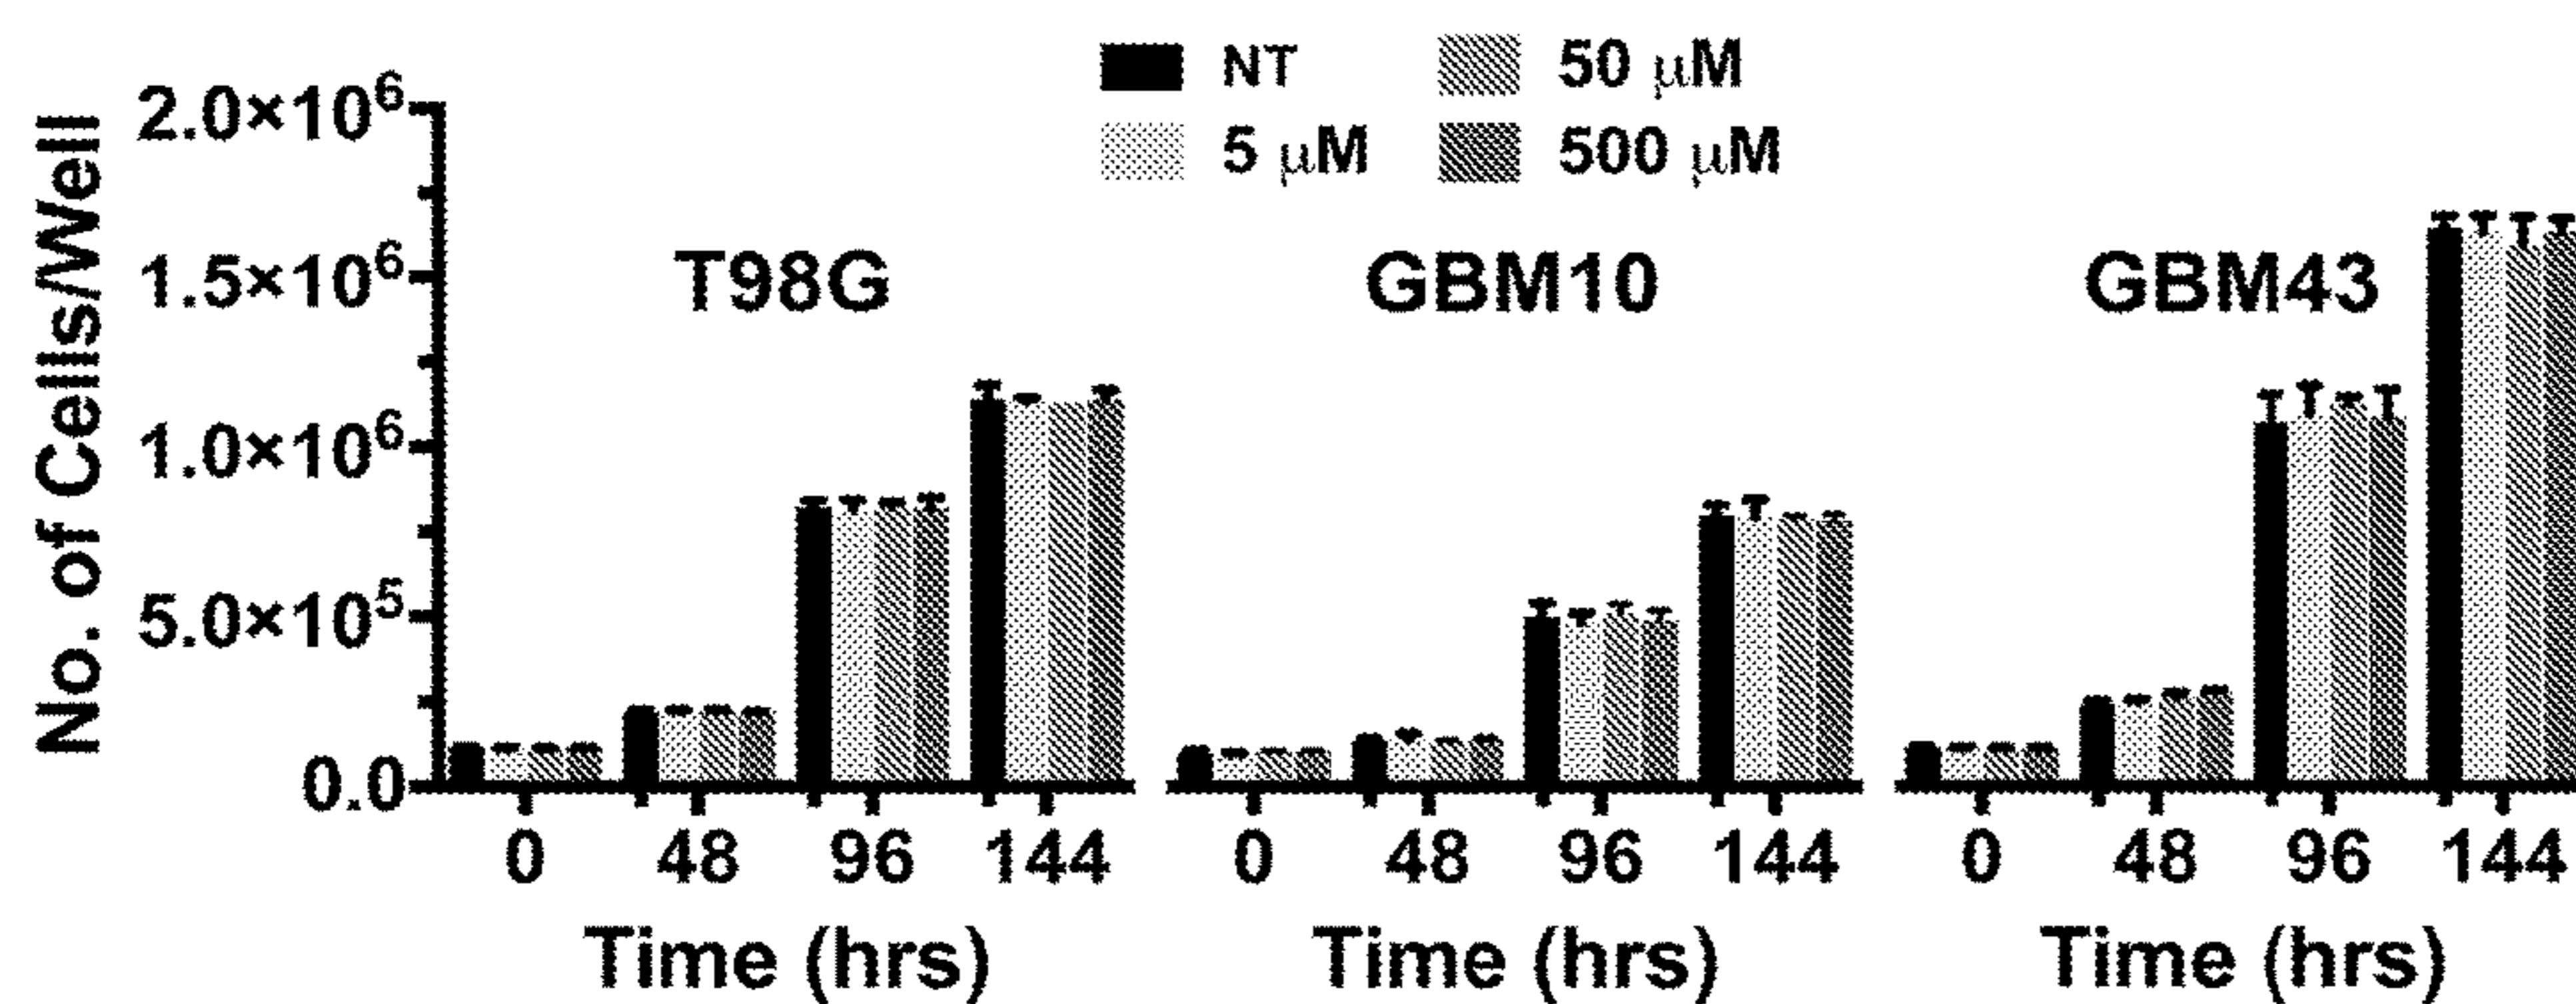 NT
50 μM
5 μM
500 μM
No. of Cells/Well
2.0×10⁶
1.5×10⁶
1.0×10⁶
5.0×10⁵
0.0
T98G
GBM10
GBM43
0 48 96 144
0 48 96 144
0 48 96 144
Time (hrs)
Time (hrs)
Time (hrs)